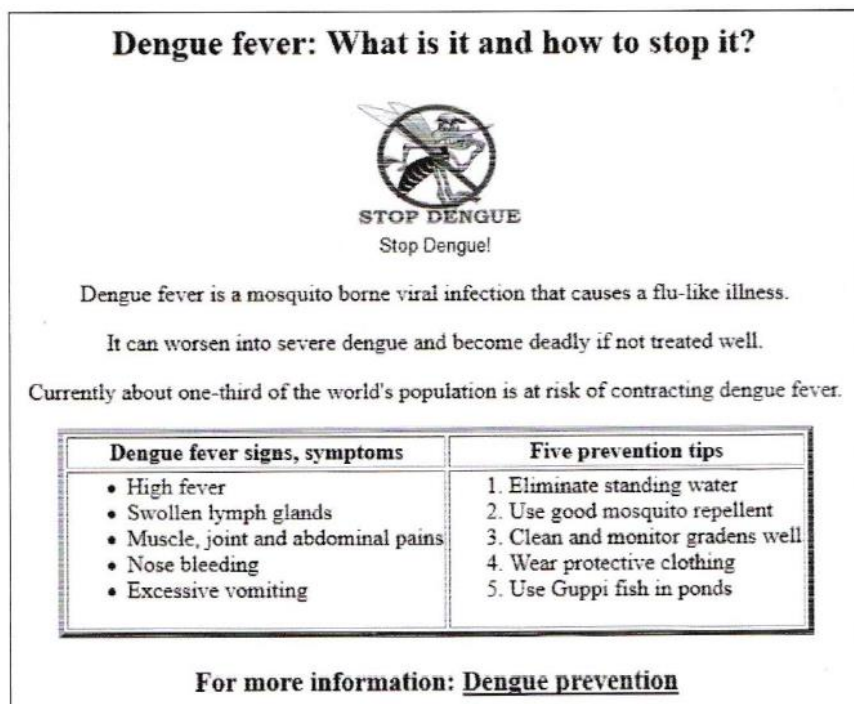 Dengue fever: What is it and how to stop it?
STOP DENGUE
Stop Dengue!
Dengue fever is a mosquito borne viral infection that causes a flu-like illness.
It can worsen into severe dengue and become deadly if not treated well.
Currently about one-third of the world's population is at risk of contracting dengue fever.
Dengue fever signs, symptoms
• High fever
• Swollen lymph glands
• Muscle, joint and abdominal pains
• Nose bleeding
• Excessive vomiting
Five prevention tips
1. Eliminate standing water
2. Use good mosquito repellent
3. Clean and monitor gradens well
4. Wear protective clothing
5. Use Guppi fish in ponds
For more information: Dengue prevention